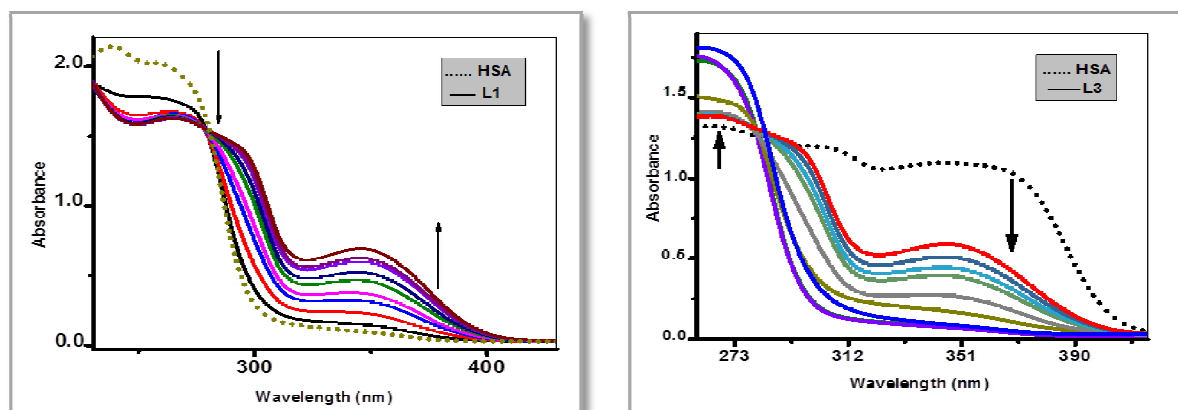 2.0
1.0
0.0
300
400
Absorbance
Wavelength (nm)
HSA
L1
1.5
1.0
0.5
0.0
273
312
351
390
Absorbance
Wavelength (nm)
HSA
L3